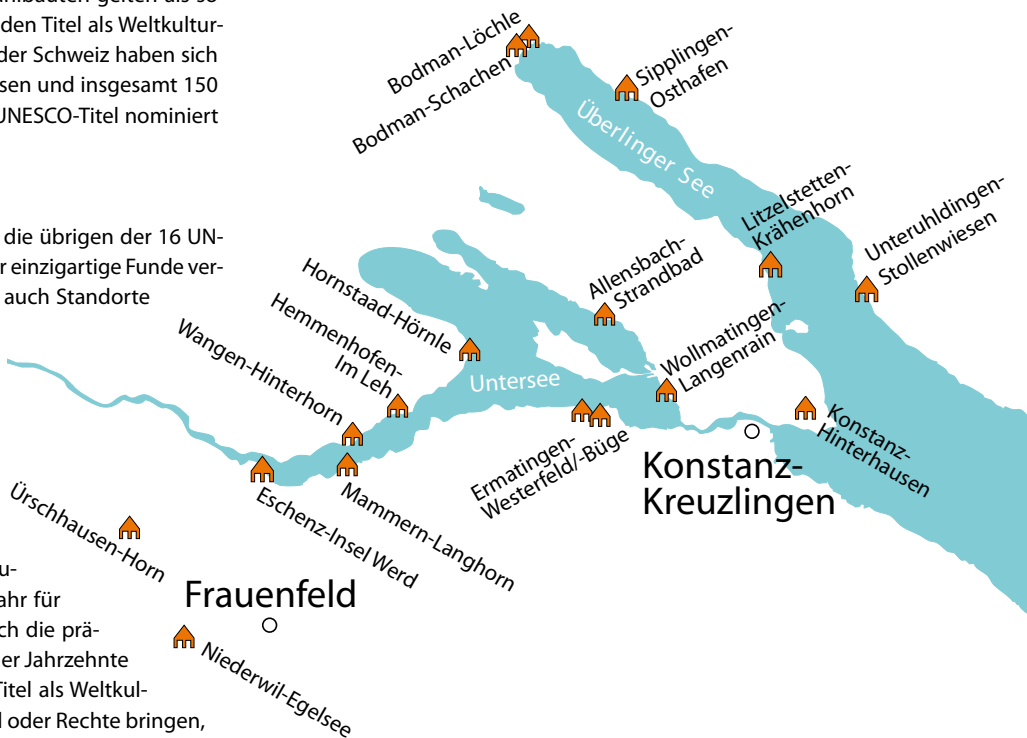 den Titel als Weltkultur-
der Schweiz haben sich
sen und insgesamt 150
UNESCO-Titel nominiert
die übrigen der 16 UN-
r einzigartige Funde ver-
auch Standorte
Bodman-Löchle
Bodman-Schachen
Sipplingen-
Osthafen
Überlinger See
Litzelstetten-
Krähenhorn
Unteruhldingen-
Stollenwiesen
Allensbach-
Strandbad
Hornstaad-Hörnle
Hemmenhofen-
Im Leh
Wangen-Hinterhorn
Untersee
Wollmatingen-
Langenrain
Konstanz-
Hinterhausen
Ermatingen-
Westerfeld/-Büge
Konstanz-
Kreuzlingen
Mammern-Langhorn
Eschenz-Insel Werd
Ürschhausen-Horn
Frauenfeld
Niederwil-Egelsee
u-
ahr für
ch die prä-
er Jahrzehnte
Titel als Weltkul-
l oder Rechte bringen,